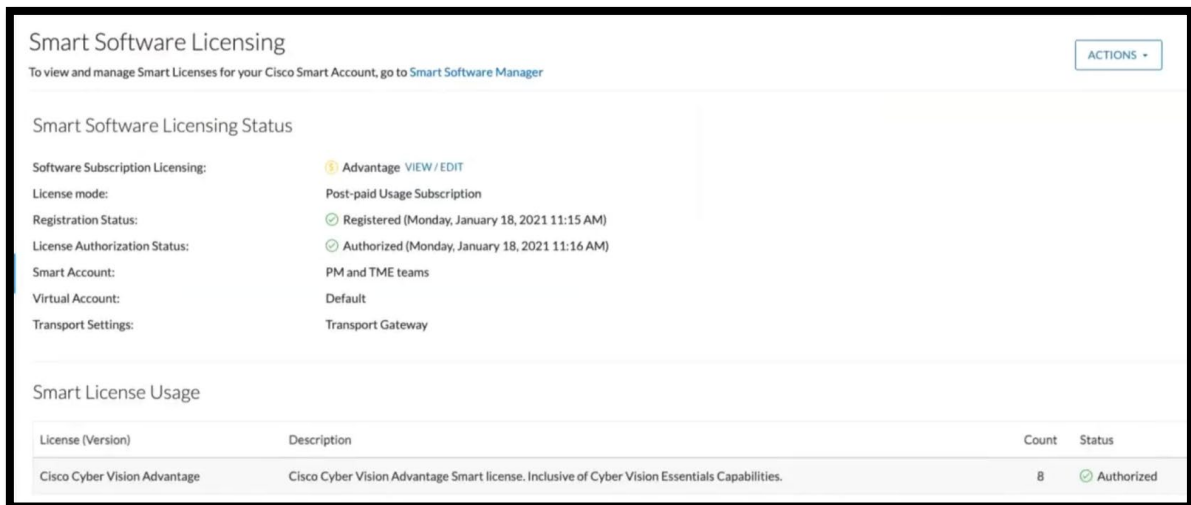 Smart Software Licensing
ACTIONS
To view and manage Smart Licenses for your Cisco Smart Account, go to Smart Software Manager
Smart Software Licensing Status
Software Subscription Licensing: $ Advantage VIEW / EDIT
License mode: Post-paid Usage Subscription
Registration Status: Registered (Monday, January 18, 2021 11:15 AM)
License Authorization Status: Authorized (Monday, January 18, 2021 11:16 AM)
Smart Account: PM and TME teams
Virtual Account: Default
Transport Settings: Transport Gateway
Smart License Usage
License (Version) Description Count Status
Cisco Cyber Vision Advantage Cisco Cyber Vision Advantage Smart license. Inclusive of Cyber Vision Essentials Capabilities. 8 Authorized